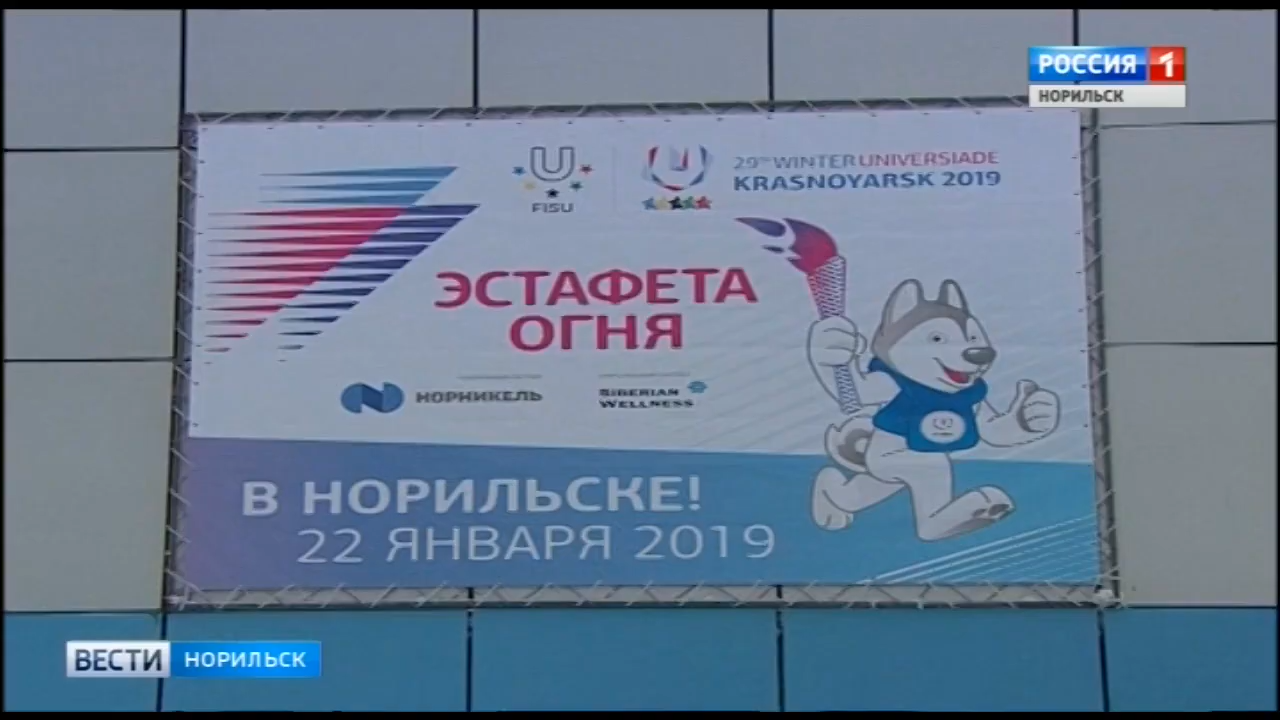 РОССИЯ 1
НОРИЛЬСК
U
FISU
29TH WINTER UNIVERSIADE
KRASNOYARSK 2019
ЭСТАФЕТА
ОГНЯ
НОРНИКЕЛЬ
SIBERIAN
WELLNESS
В НОРИЛЬСКЕ!
22 ЯНВАРЯ 2019
ВЕСТИ НОРИЛЬСК